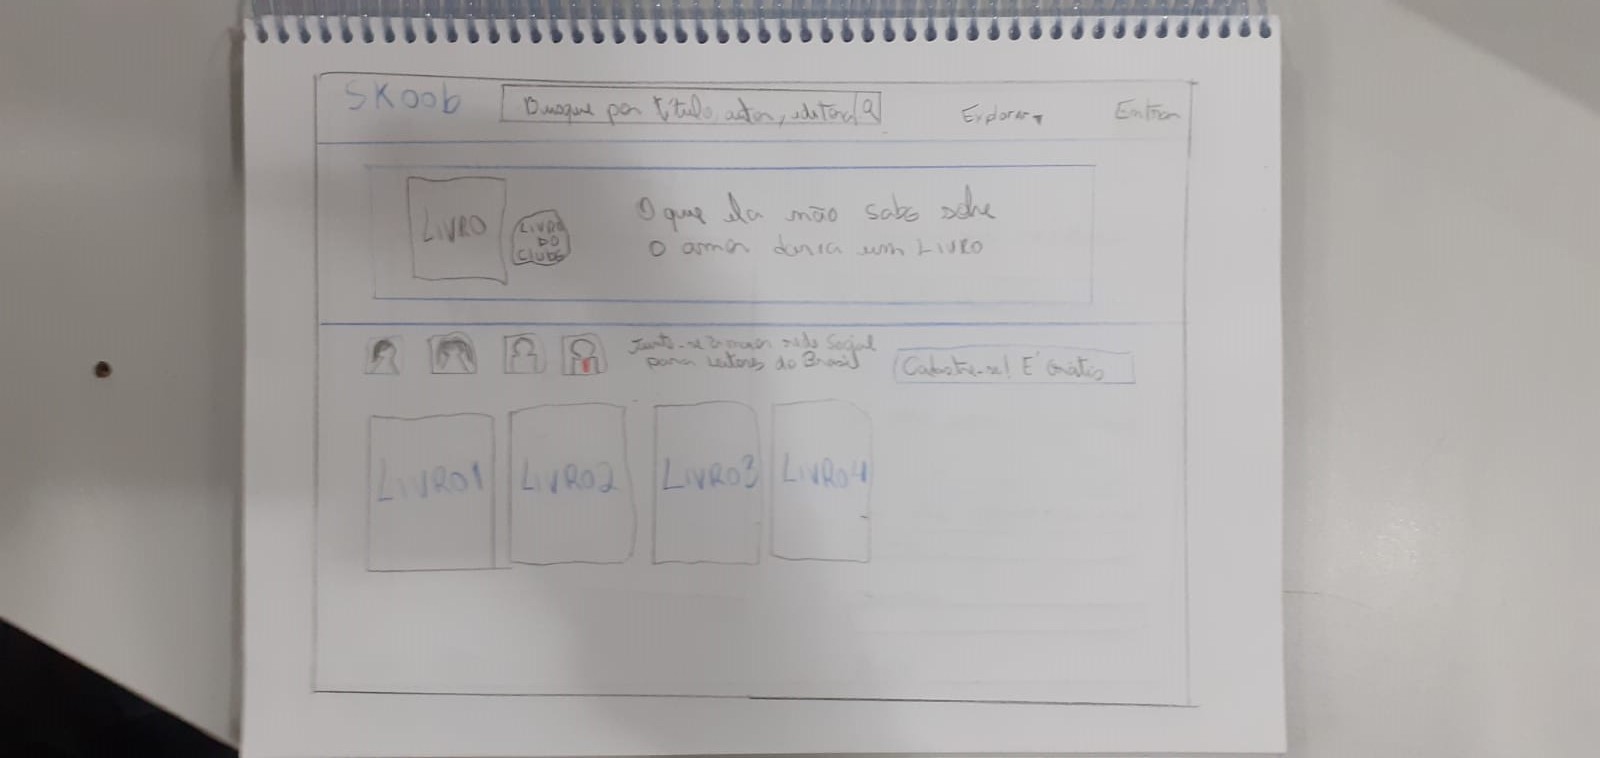 SKoob
Busque por título, autor, editora
Explorar
Entrar
LIVRO
LIVRO
DO
CLUBE
O que ela não sabe sobre
o amor daria um LIVRO
Junte-se à maior rede Social
para leitores do Brasil
Cadastre-se! É Grátis
LIVRO1
LIVRO2
LIVRO3
LIVRO4